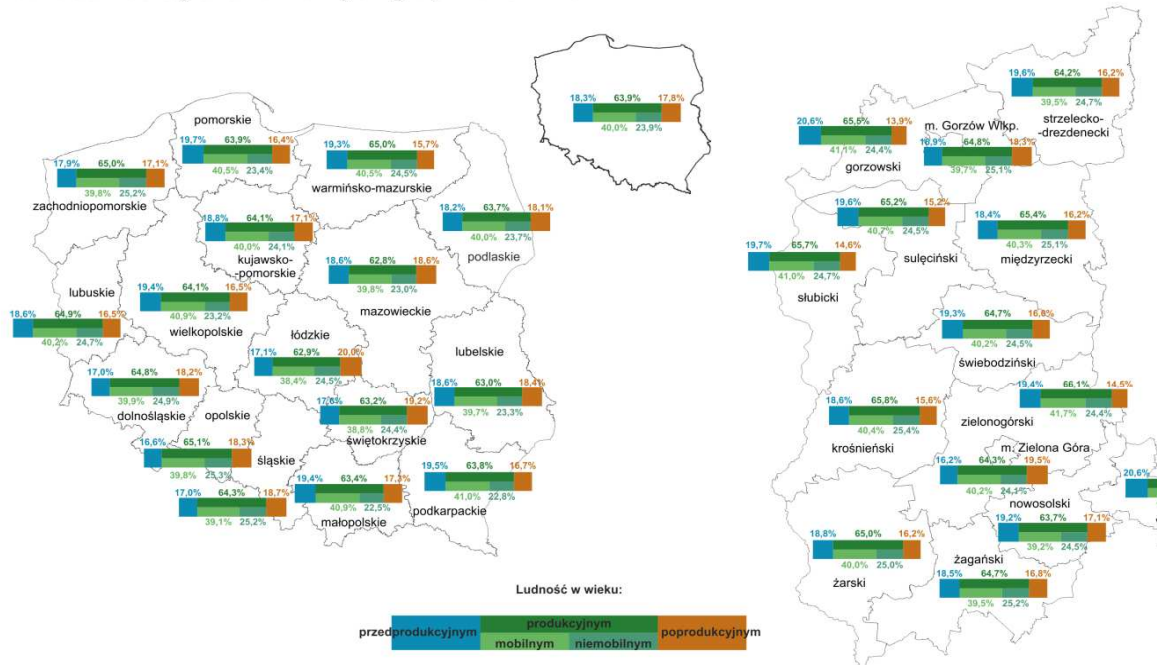 18,3% 63,9% 17,8%
40,0% 23,9%
pomorskie
19,7% 63,9% 16,4%
40,5% 23,4%
19,3% 65,0% 15,7%
40,5% 24,5%
warmińsko-mazurskie
17,9% 65,0% 17,1%
39,8% 25,2%
zachodniopomorskie
18,2% 63,7% 18,1%
40,0% 23,7%
podlaskie
18,8% 64,1% 17,1%
40,0% 24,1%
kujawsko-
-pomorskie
18,6% 62,8% 18,6%
39,8% 23,0%
mazowieckie
lubuskie
18,6% 64,9% 16,5%
40,2% 24,7%
19,4% 64,1% 16,5%
40,9% 23,2%
wielkopolskie
łódzkie
17,1% 62,9% 20,0%
38,4% 24,5%
lubelskie
18,6% 63,0% 18,4%
39,7% 23,3%
17,0% 64,8% 18,2%
39,9% 24,9%
dolnośląskie
opolskie
16,6% 65,1% 18,3%
39,8% 25,3%
63,2% 19,2%
38,8% 24,4%
świętokrzyskie
śląskie
17,0% 64,3% 18,7%
39,1% 25,2%
19,4% 63,4% 17,3%
40,9% 22,5%
małopolskie
19,5% 63,8% 16,7%
41,0% 22,8%
podkarpackie
19,6% 64,2% 16,2%
39,5% 24,7%
strzelecko-
-drezdenecki
20,6% 65,5% 13,9%
41,1% 24,4%
gorzowski
m. Gorzów Wlkp.
16,9% 64,8% 18,3%
39,7% 25,1%
19,6% 65,2% 15,2%
40,7% 24,5%
sulęciński
18,4% 65,4% 16,2%
40,3% 25,1%
międzyrzecki
19,7% 65,7% 14,6%
41,0% 24,7%
słubicki
19,3% 64,7% 16,0%
40,2% 24,5%
świebodziński
19,4% 66,1% 14,5%
41,7% 24,4%
zielonogórski
18,6% 65,8% 15,6%
40,4% 25,4%
krośnieński
m. Zielona Góra
16,2% 64,3% 19,5%
40,2% 24,1%
20,6%
nowosolski
19,2% 63,7% 17,1%
39,2% 24,5%
18,8% 65,0% 16,2%
40,0% 25,0%
żarski
żagański
18,5% 64,7% 16,8%
39,5% 25,2%
Ludność w wieku:
przedprodukcyjnym produkcyjnym poprodukcyjnym
mobilnym niemobilnym